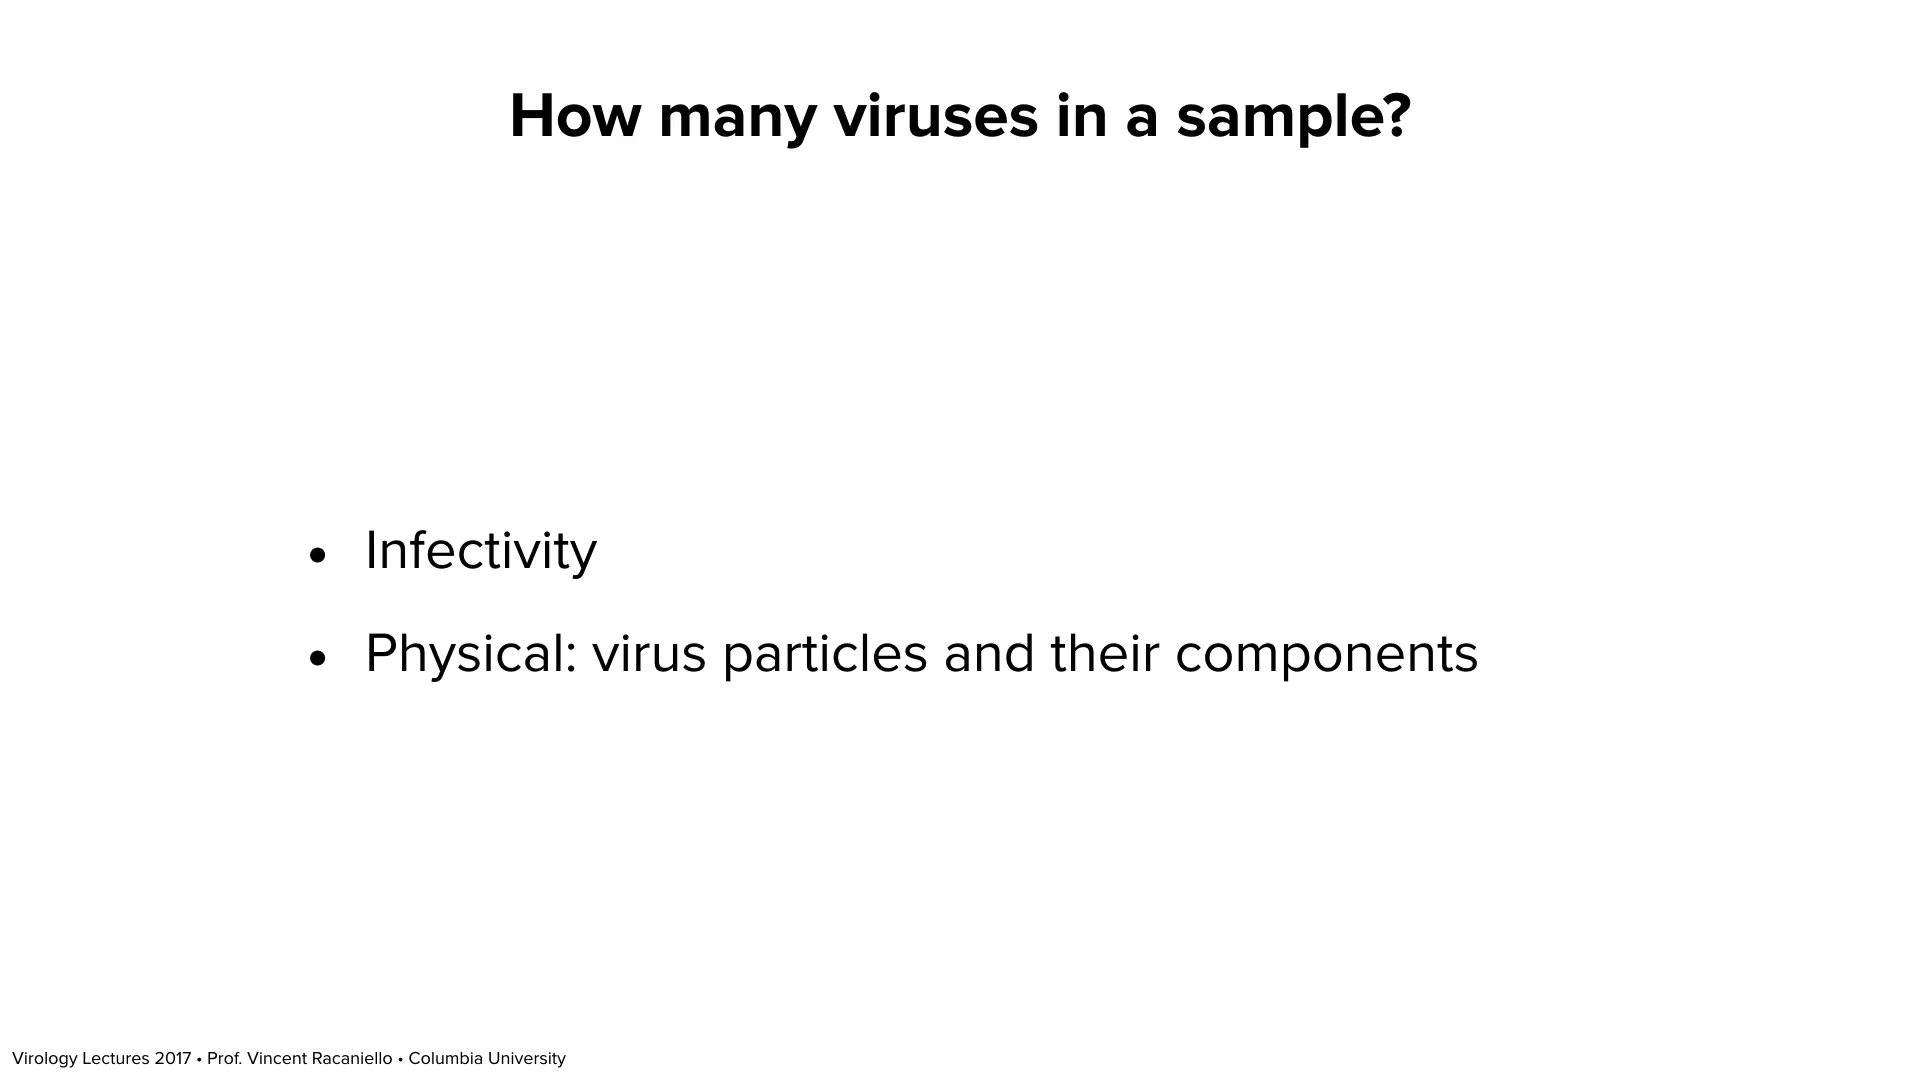 How many viruses in a sample?
• Infectivity
• Physical: virus particles and their components
Virology Lectures 2017 • Prof. Vincent Racaniello • Columbia University